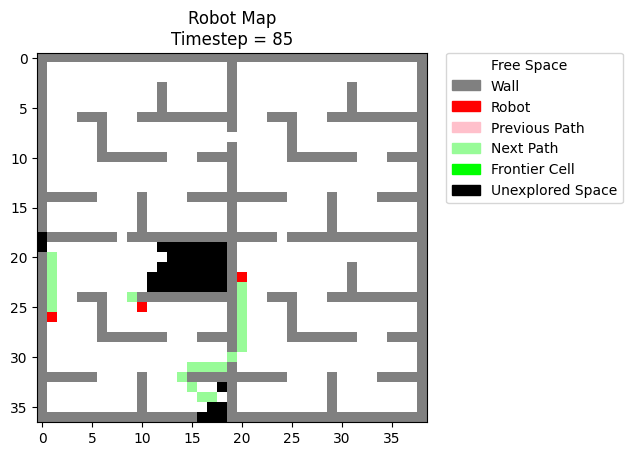 Robot Map
Timestep = 85
Free Space
Wall
Robot
Previous Path
Next Path
Frontier Cell
Unexplored Space
0
5
10
15
20
25
30
35
0
5
10
15
20
25
30
35